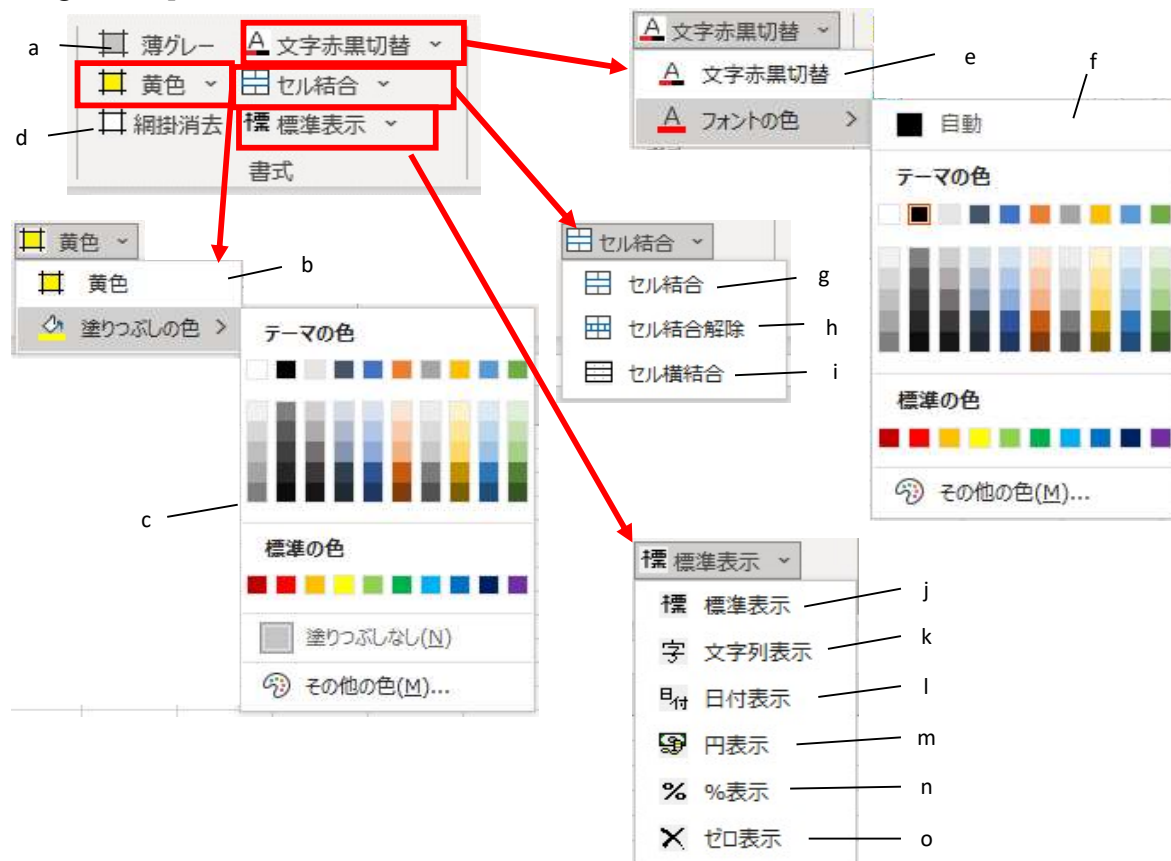 a
薄グレー
文字赤黒切替
黄色
セル結合
d
網掛消去
標 標準表示
書式
文字赤黒切替
文字赤黒切替
e
フォントの色
f
自動
テーマの色
標準の色
その他の色(M)...
黄色
黄色
b
塗りつぶしの色
テーマの色
c
標準の色
塗りつぶしなし(N)
その他の色(M)...
セル結合
セル結合
g
セル結合解除
h
セル横結合
i
標 標準表示
標 標準表示
j
字 文字列表示
k
日付 日付表示
l
円表示
m
% %表示
n
ゼロ表示
o